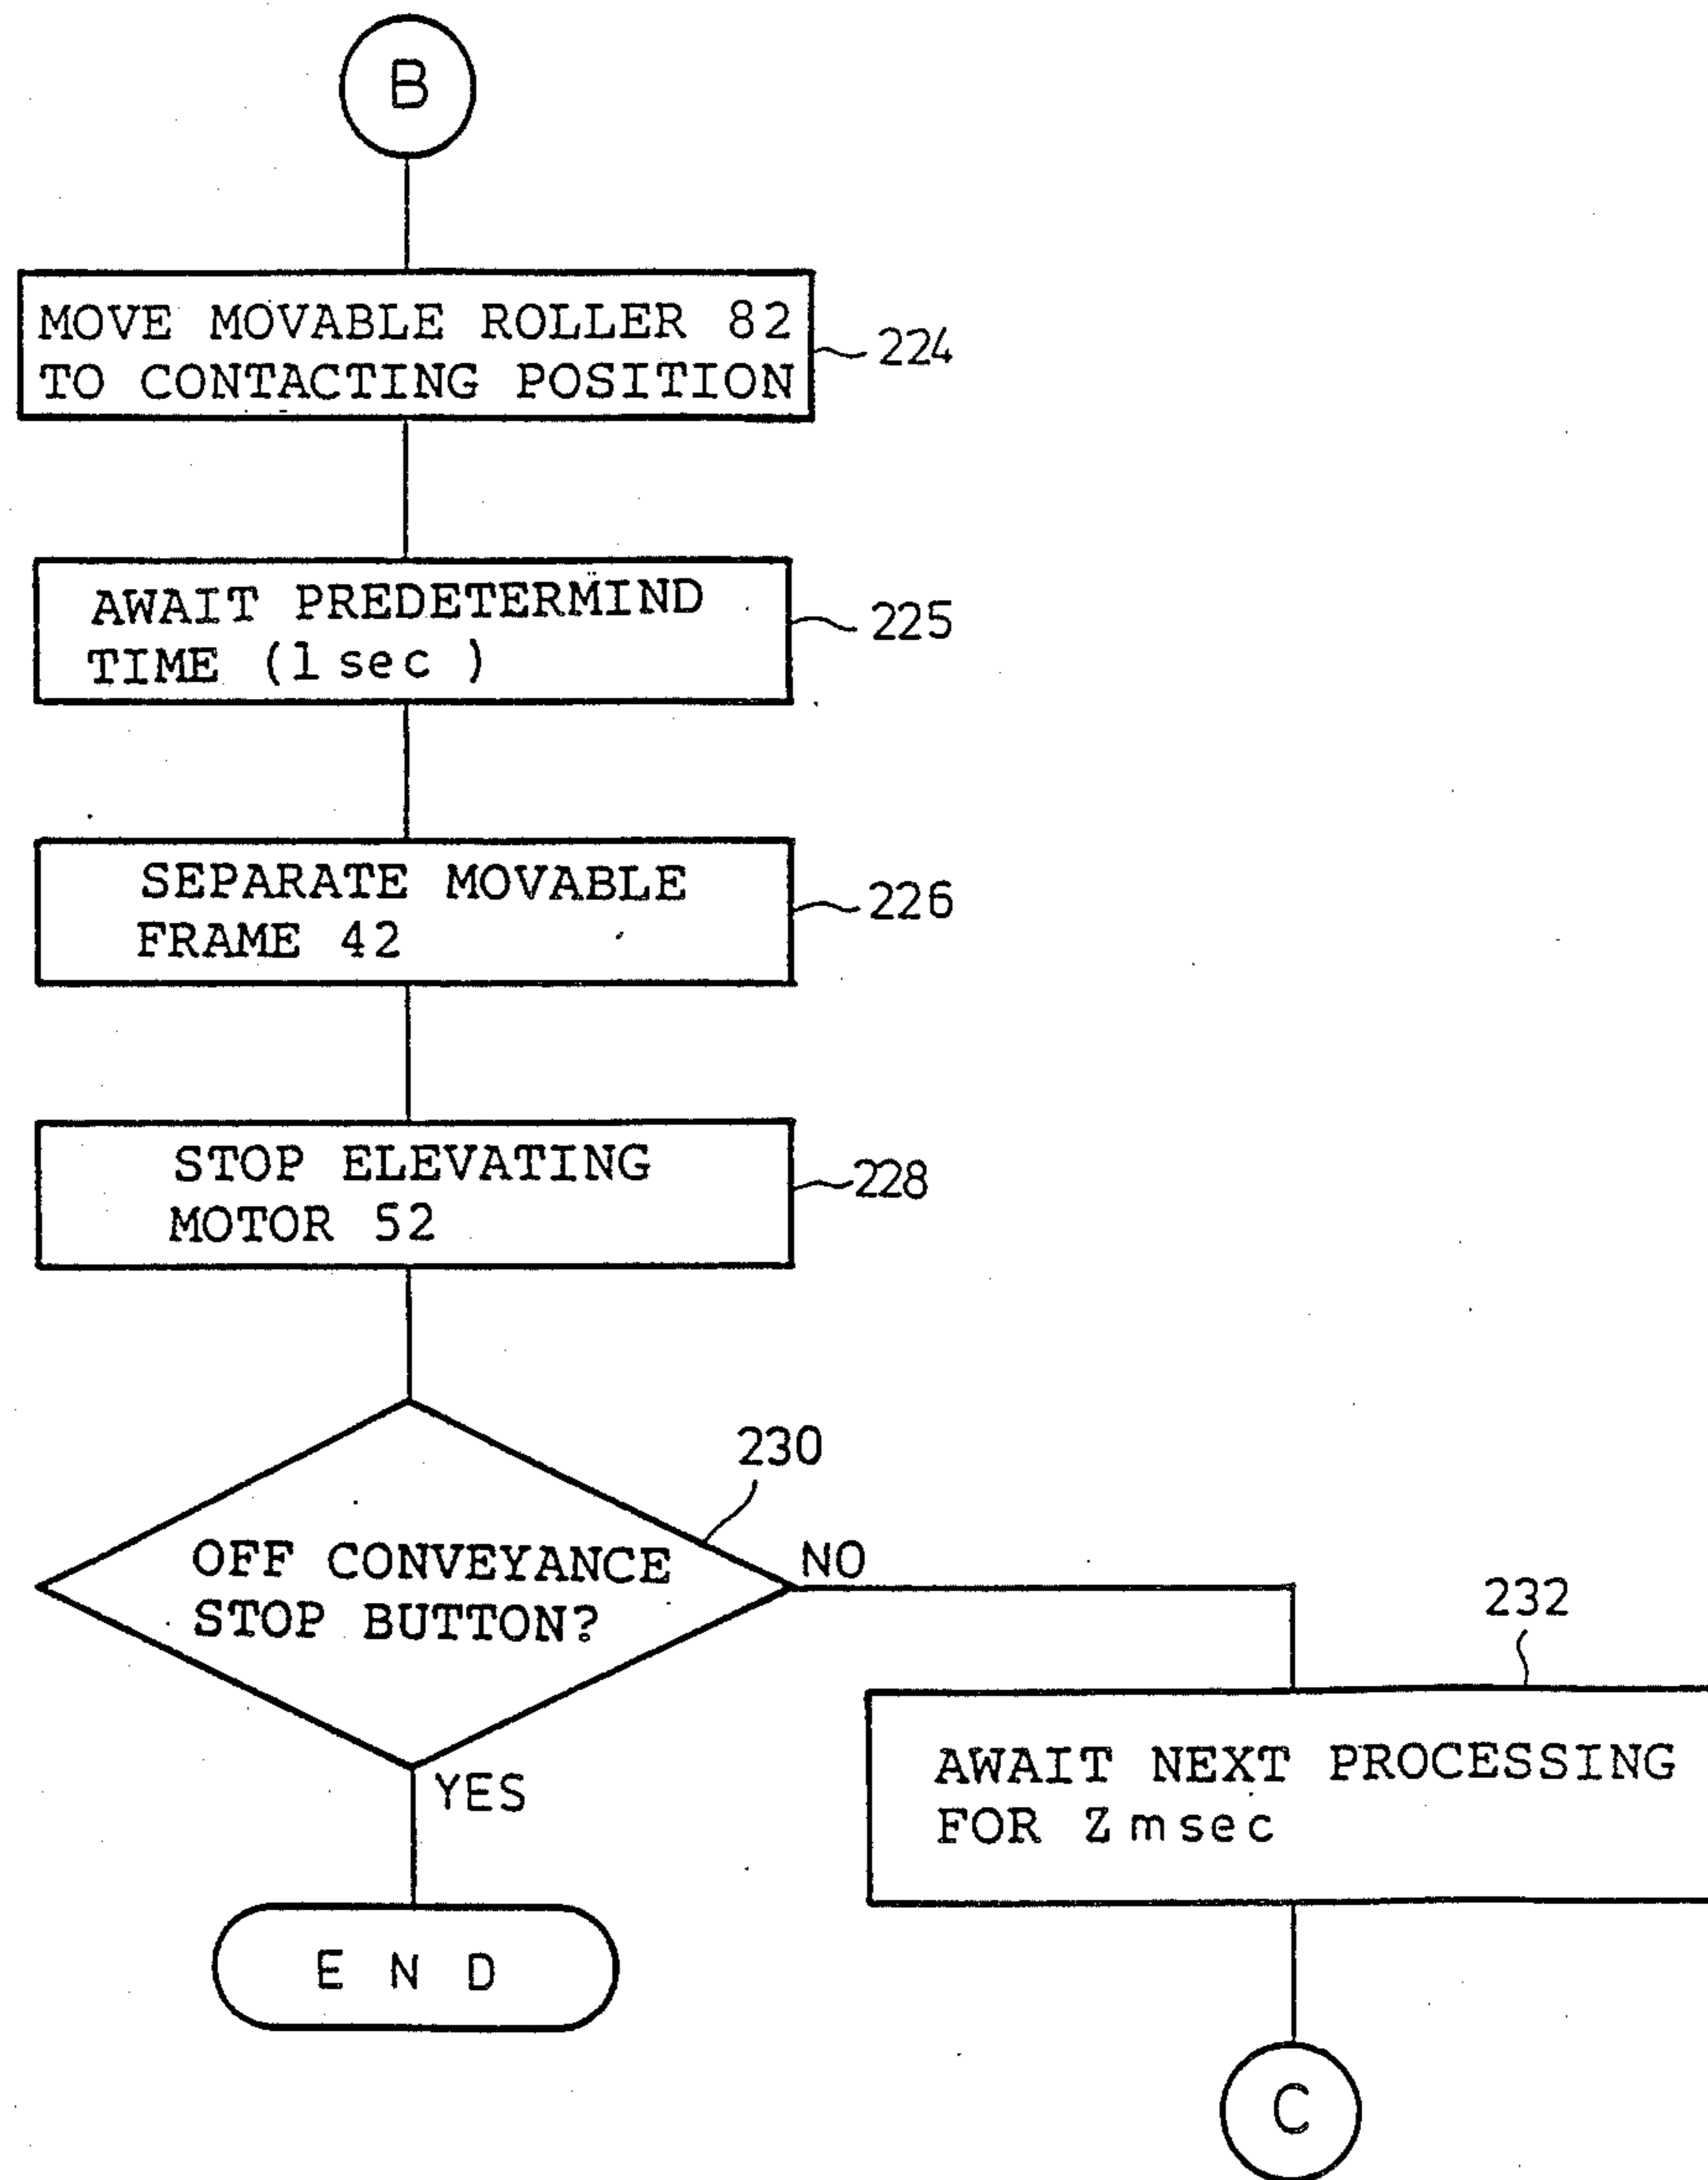 B
MOVE MOVABLE ROLLER 82
TO CONTACTING POSITION
224
AWAIT PREDETERMIND
TIME (1 sec )
225
SEPARATE MOVABLE
FRAME 42
226
STOP ELEVATING
MOTOR 52
228
230
OFF CONVEYANCE
STOP BUTTON?
NO
232
AWAIT NEXT PROCESSING
FOR Z msec
YES
E N D
C